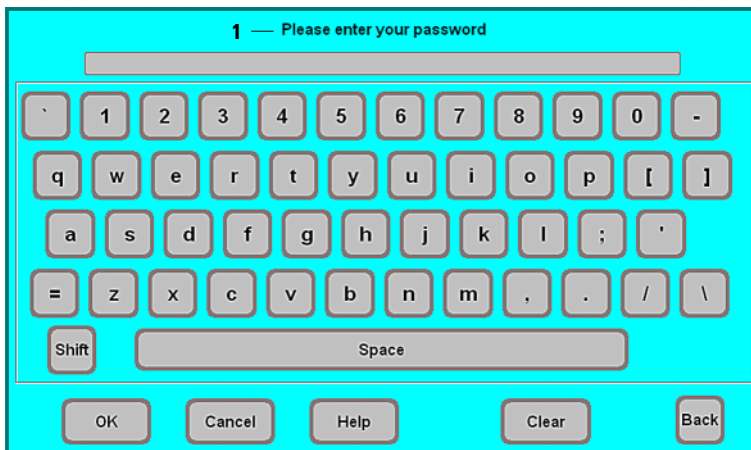 1 — Please enter your password
` 1 2 3 4 5 6 7 8 9 0 -
q w e r t y u i o p [ ]
a s d f g h j k l ; '
= z x c v b n m , . / \
Shift Space
OK Cancel Help Clear Back